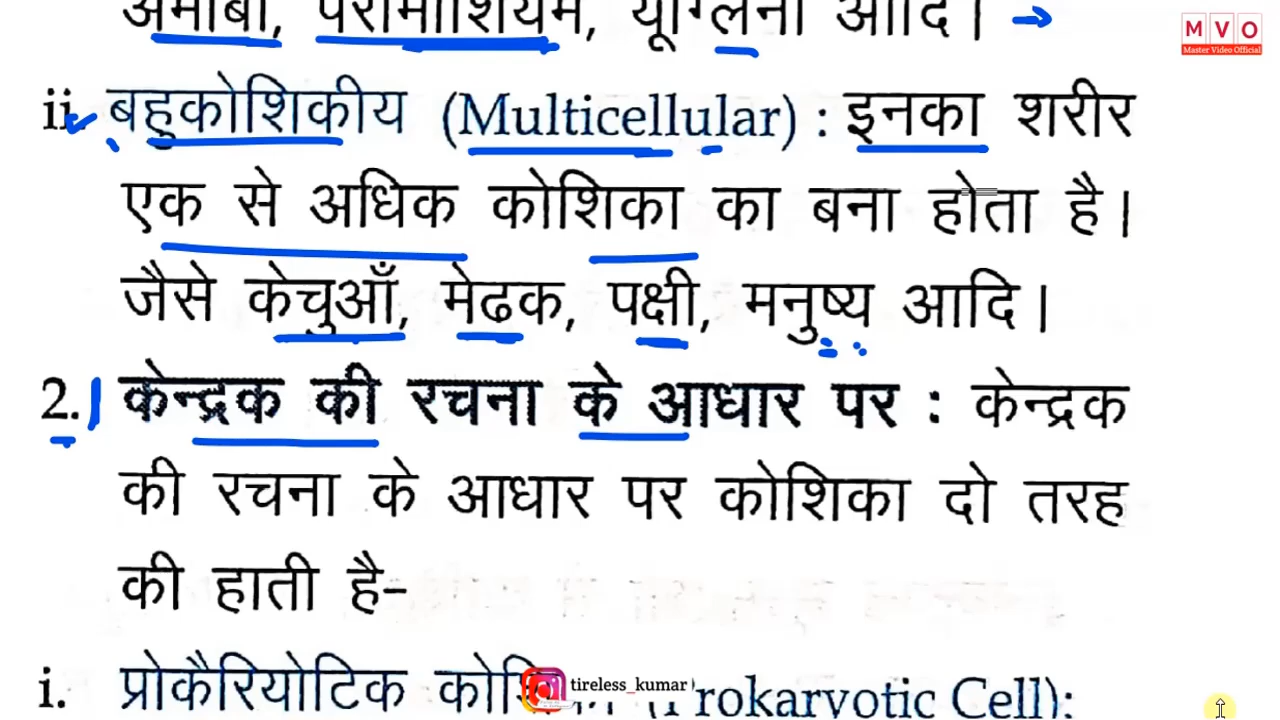 अमीबा, पैरामीशियम, यूग्लिना आदि।
MVO
Master Video Official
ii. बहुकोशिकीय (Multicellular) : इनका शरीर
एक से अधिक कोशिका का बना होता है।
जैसे केचुआँ, मेढक, पक्षी, मनुष्य आदि।
2. केन्द्रक की रचना के आधार पर : केन्द्रक
की रचना के आधार पर कोशिका दो तरह
की हाती है-
i. प्रोकैरियोटिक Cell):
tireless_kumar